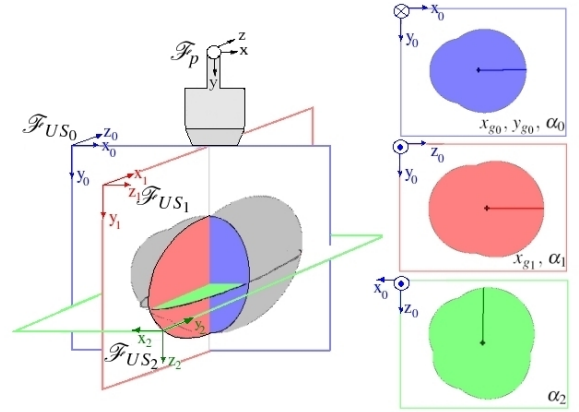 ℱp
z
x
y
ℱUS0
z0
x0
y0
x1
z1
ℱUS1
y1
y2
x2
ℱUS2
z2
x0
y0
xg0, yg0, α0
z0
y0
xg1, α1
x0
z0
α2